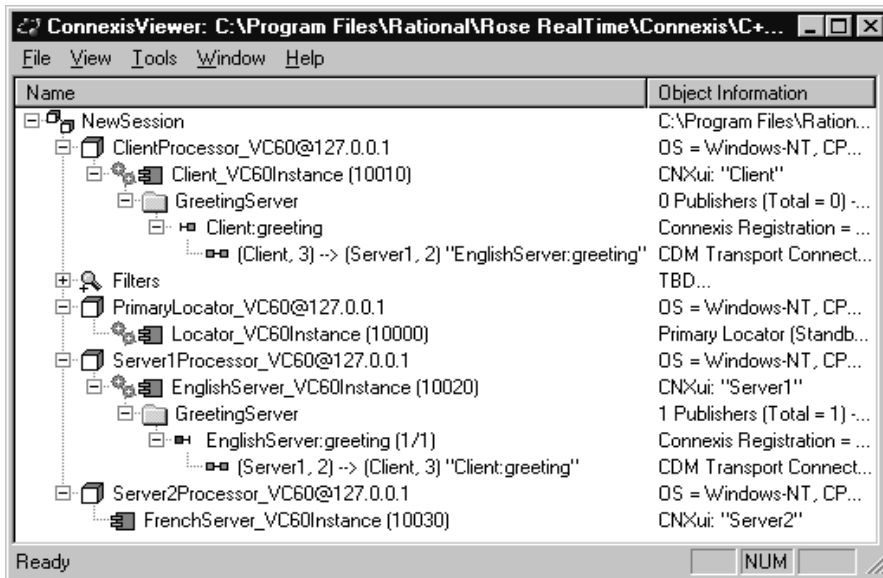 ConnexisViewer: C:\Program Files\Rational\Rose RealTime\Connexis\C+...
File View Tools Window Help
Name Object Information
NewSession C:\Program Files\Ration...
ClientProcessor_VC60@127.0.0.1 OS = Windows-NT, CP...
Client_VC60Instance (10010) CNXui: "Client"
GreetingServer 0 Publishers (Total = 0) -...
Client:greeting Connexis Registration = ...
(Client, 3) --> (Server1, 2) "EnglishServer:greeting" CDM Transport Connect...
Filters TBD...
PrimaryLocator_VC60@127.0.0.1 OS = Windows-NT, CP...
Locator_VC60Instance (10000) Primary Locator (Standb...
Server1Processor_VC60@127.0.0.1 OS = Windows-NT, CP...
EnglishServer_VC60Instance (10020) CNXui: "Server1"
GreetingServer 1 Publishers (Total = 1) -...
EnglishServer:greeting (1/1) Connexis Registration = ...
(Server1, 2) --> (Client, 3) "Client:greeting" CDM Transport Connect...
Server2Processor_VC60@127.0.0.1 OS = Windows-NT, CP...
FrenchServer_VC60Instance (10030) CNXui: "Server2"
Ready NUM